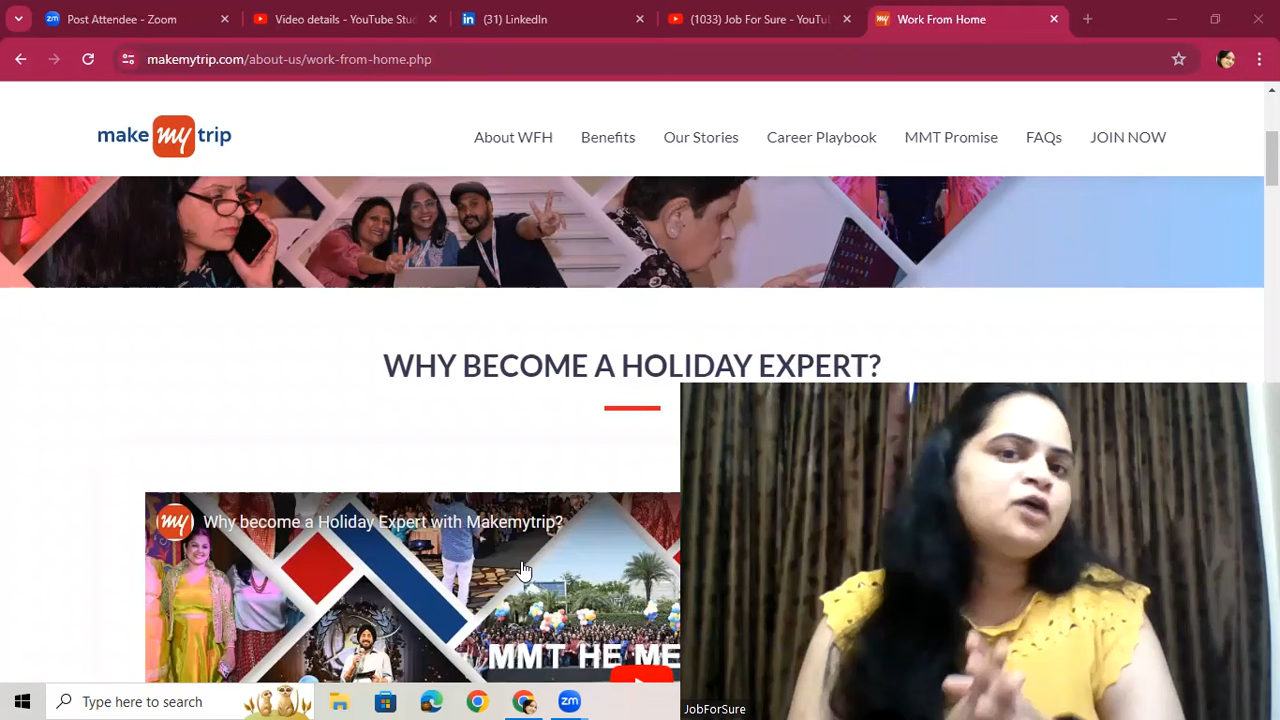 Post Attendee - Zoom
Video details - YouTube Stu
(31) LinkedIn
(1033) Job For Sure - YouTu
Work From Home
makemytrip.com/about-us/work-from-home.php
make my trip
About WFH
Benefits
Our Stories
Career Playbook
MMT Promise
FAQs
JOIN NOW
WHY BECOME A HOLIDAY EXPERT?
my
Why become a Holiday Expert with Makemytrip?
MMT HE ME
JobForSure
Type here to search
zm